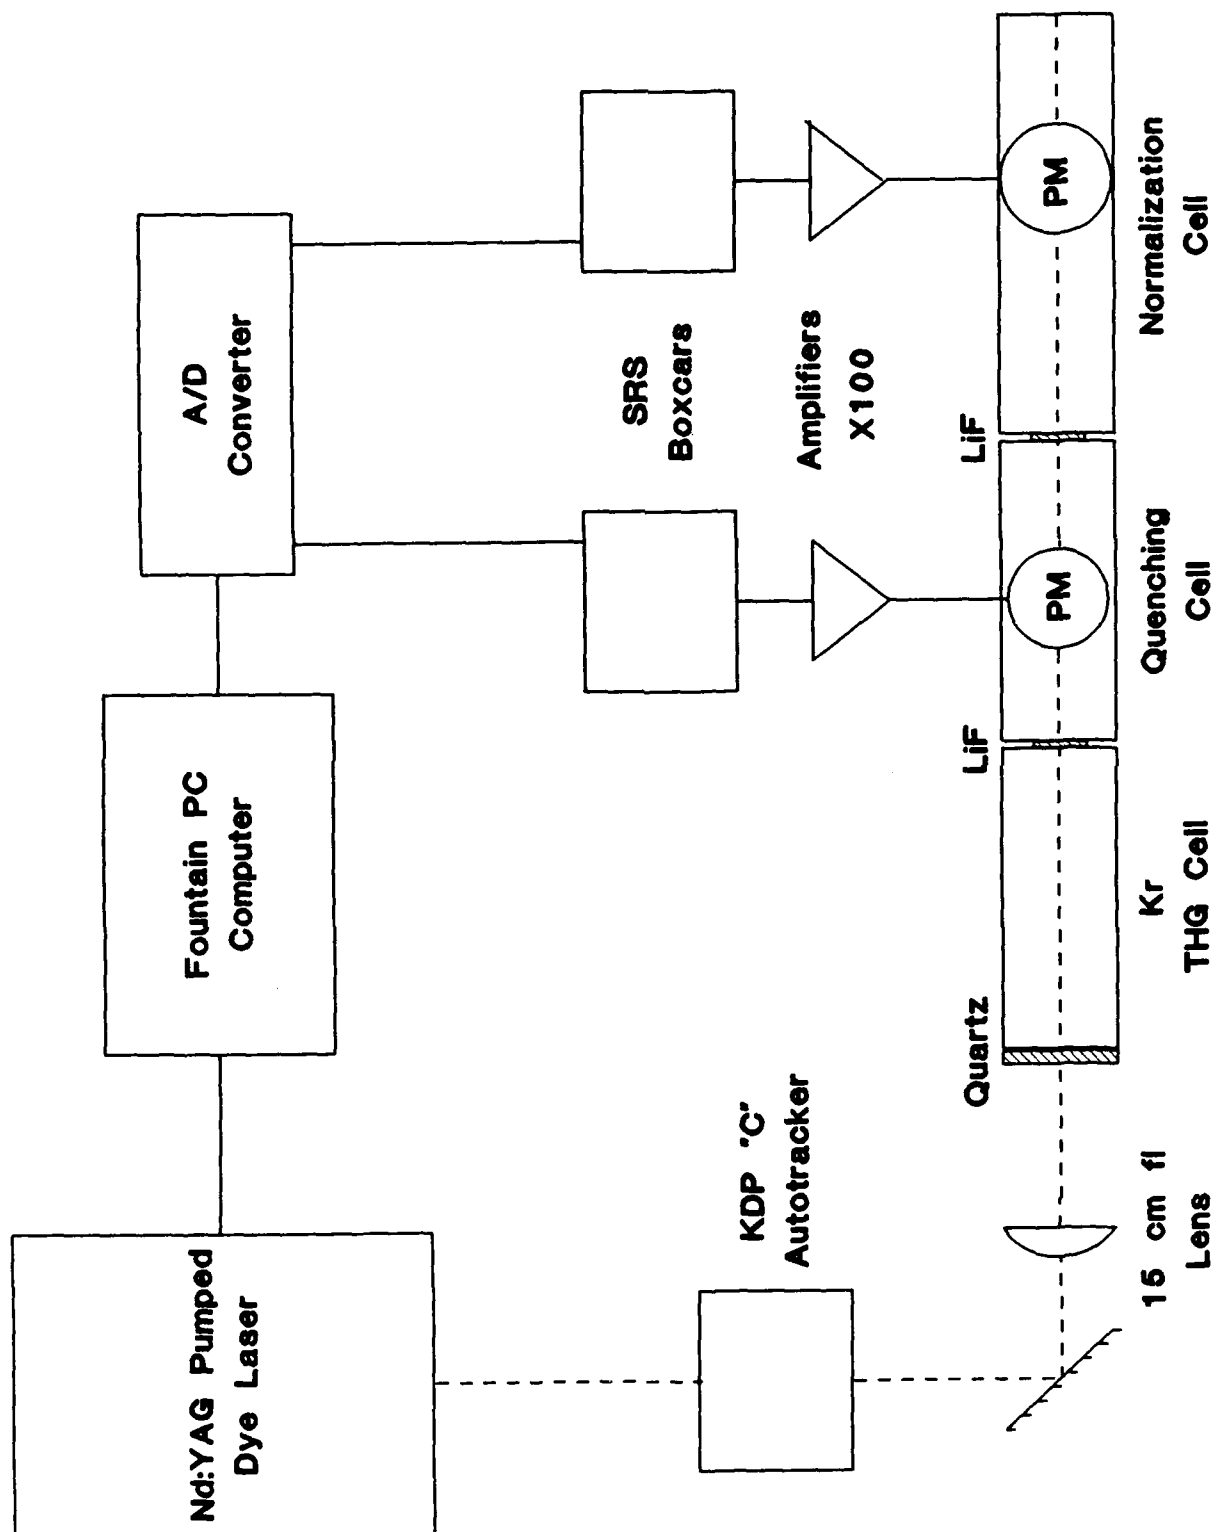 Nd:YAG Pumped
Dye Laser
Fountain PC
Computer
A/D
Converter
KDP "C"
Autotracker
SRS
Boxcars
Amplifiers
X100
Quartz
LiF
LiF
PM
PM
15 cm fl
Lens
Kr
THG Cell
Quenching
Cell
Normalization
Cell